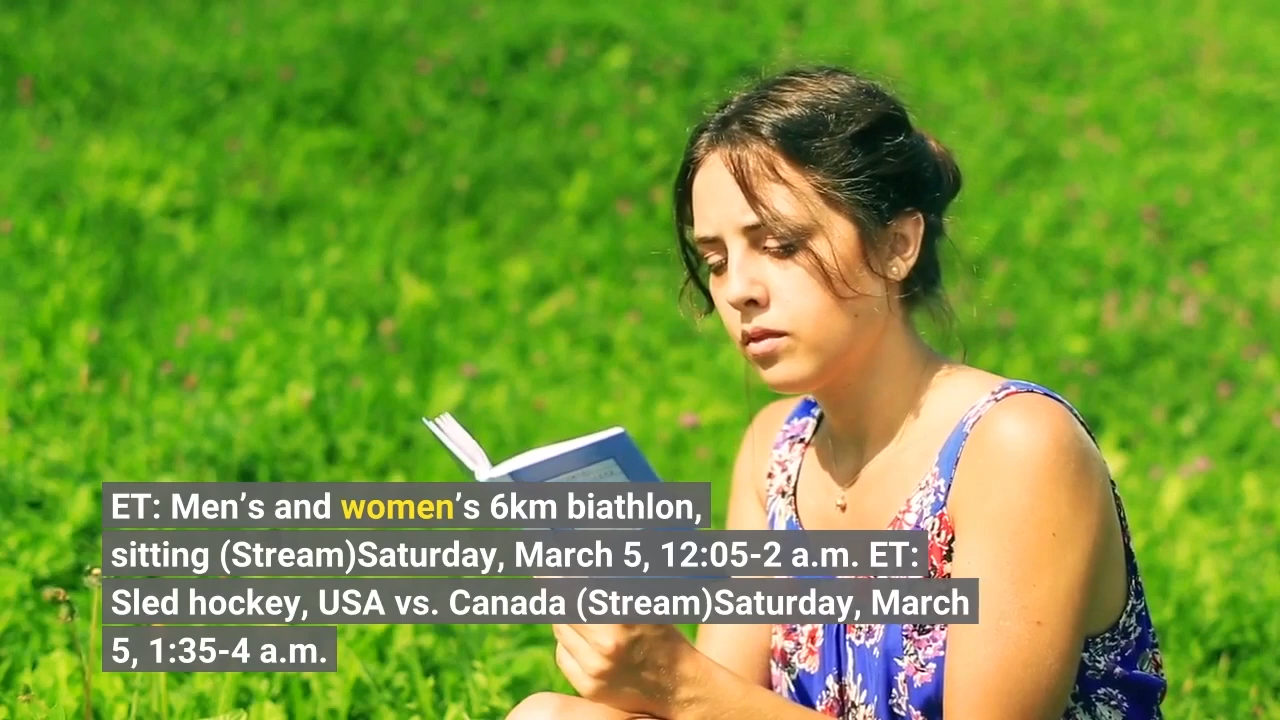 ET: Men’s and women’s 6km biathlon,
sitting (Stream)Saturday, March 5, 12:05-2 a.m. ET:
Sled hockey, USA vs. Canada (Stream)Saturday, March
5, 1:35-4 a.m.